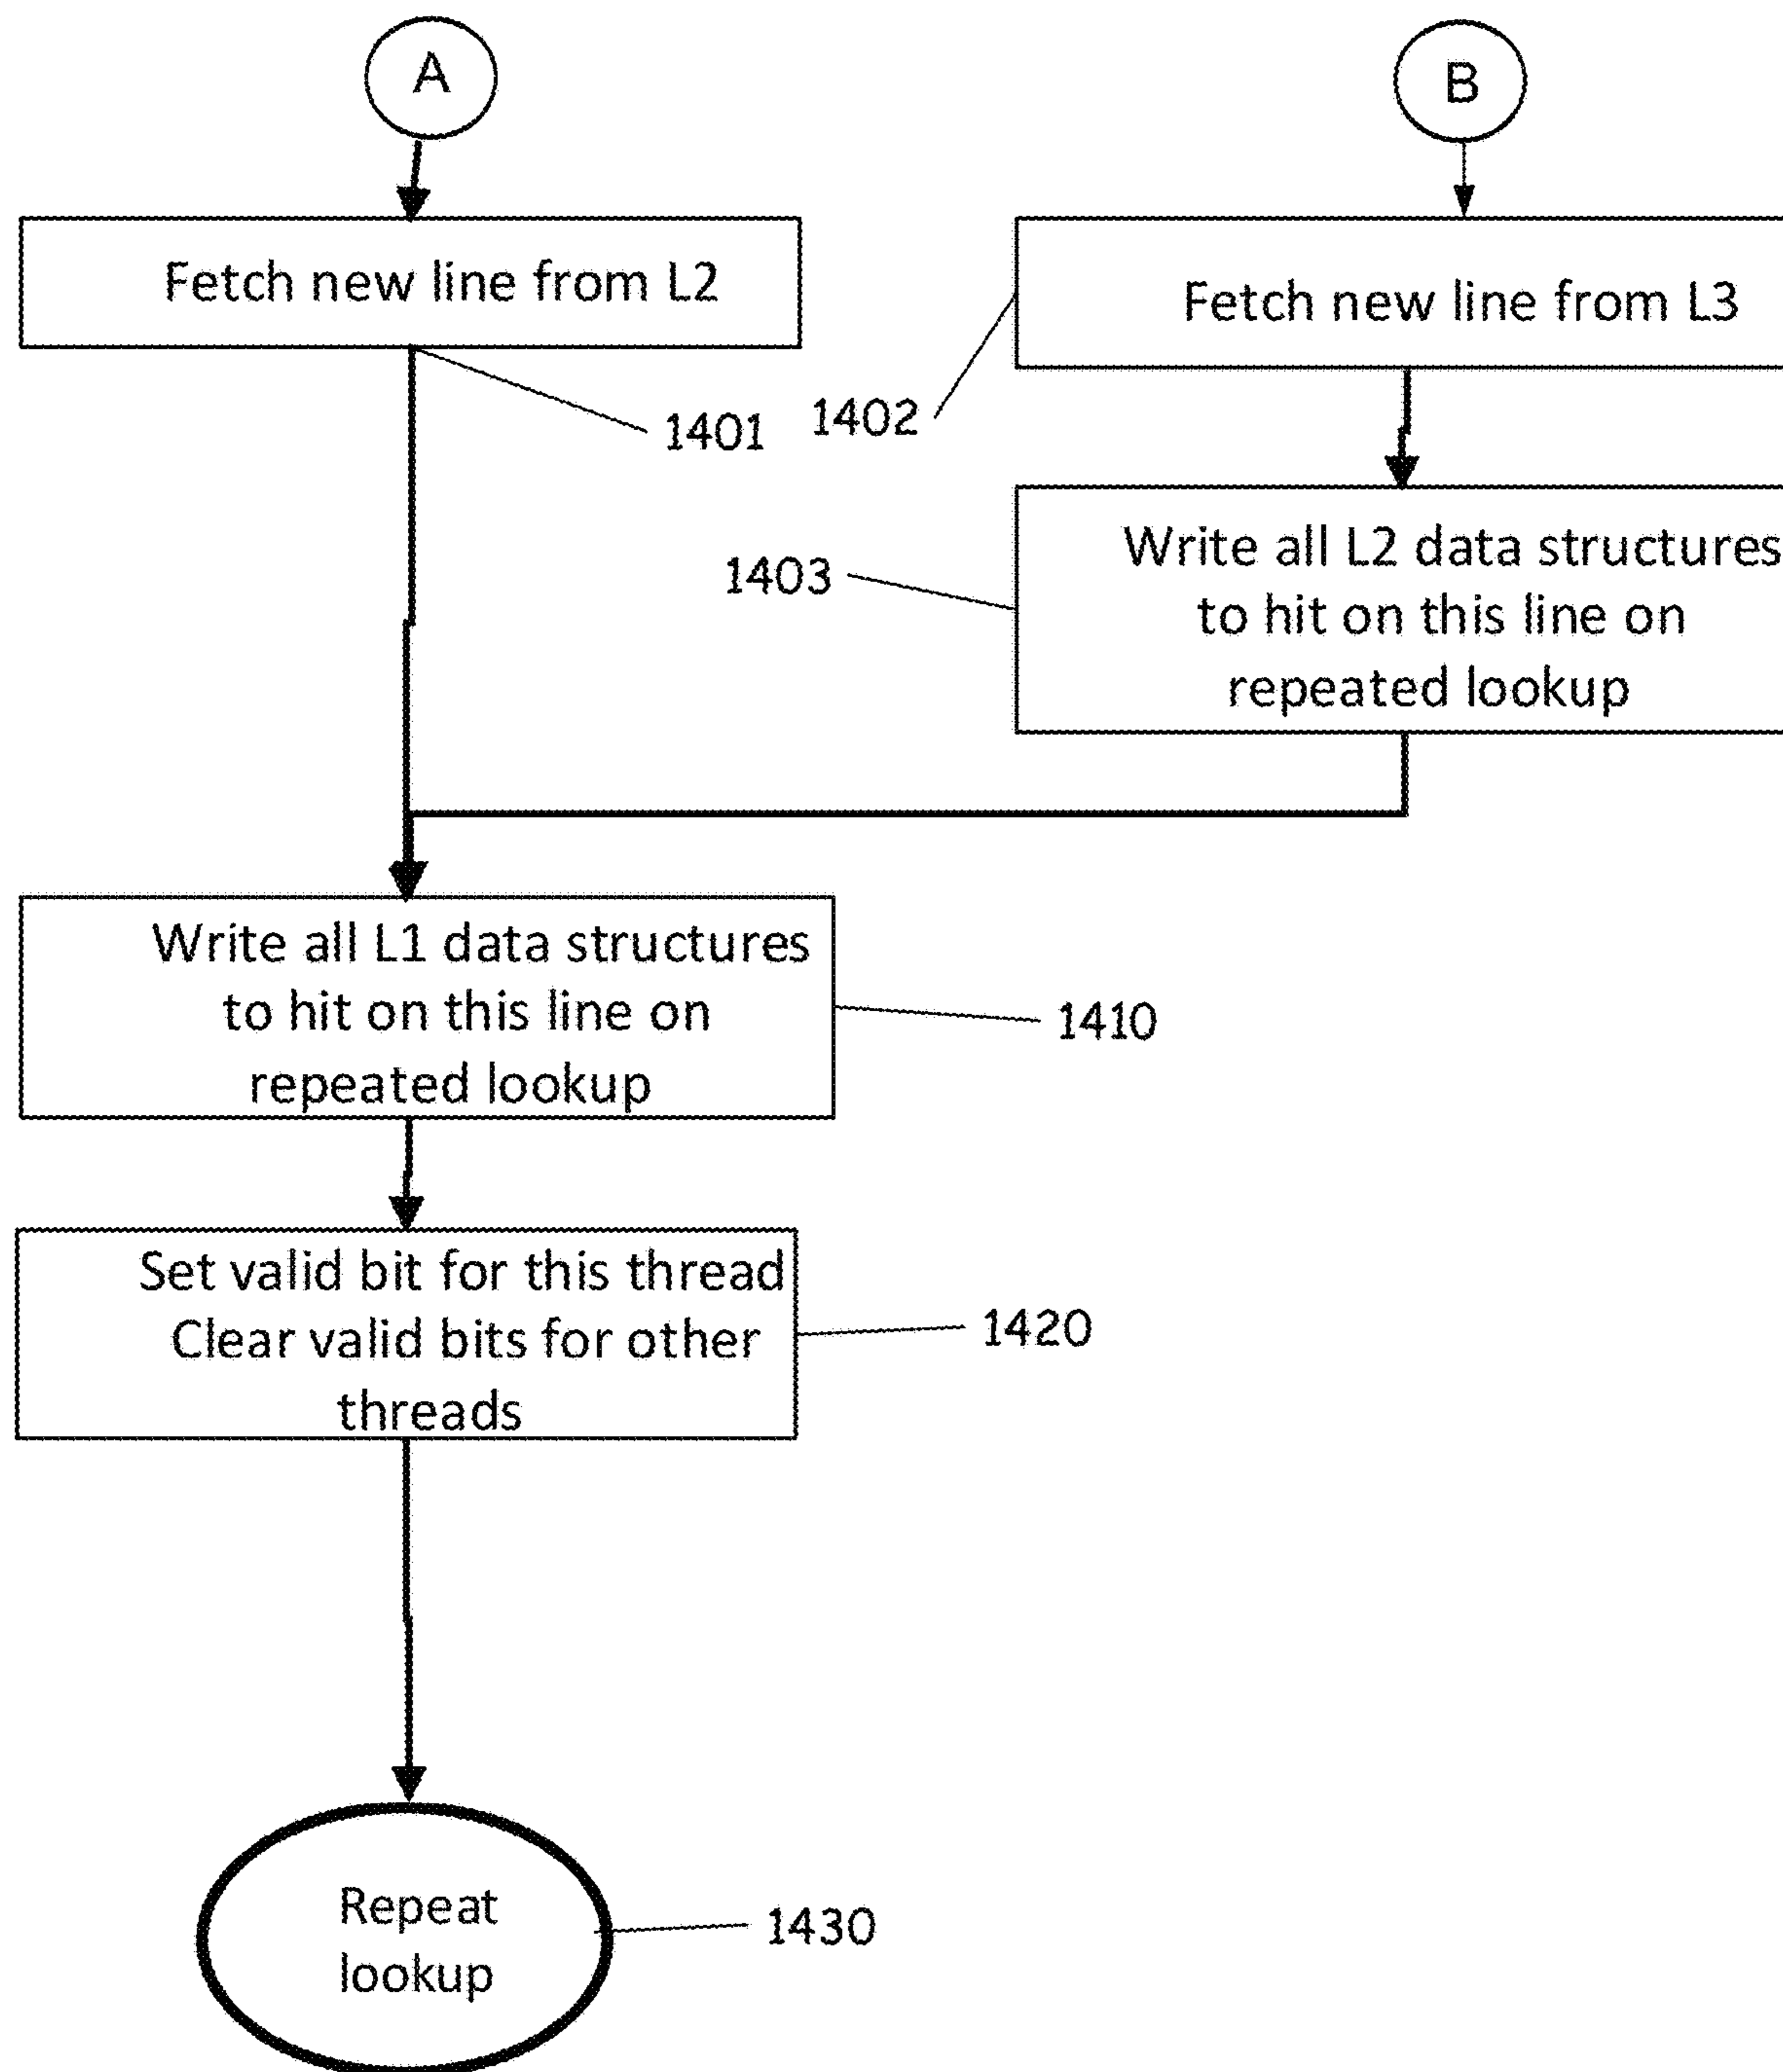 A
B
Fetch new line from L2
Fetch new line from L3
1401
1402
Write all L2 data structures
to hit on this line on
repeated lookup
1403
Write all L1 data structures
to hit on this line on
repeated lookup
1410
Set valid bit for this thread
Clear valid bits for other
threads
1420
Repeat
lookup
1430